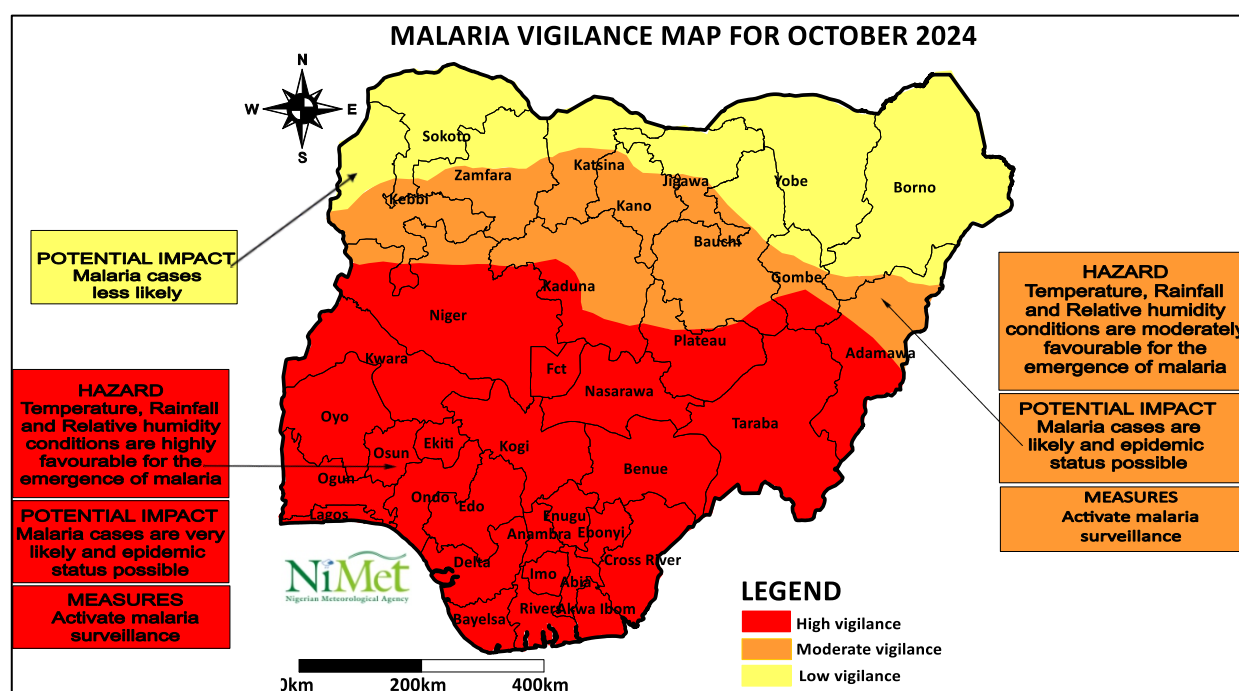 MALARIA VIGILANCE MAP FOR OCTOBER 2024
N
W
E
S
Sokoto
Zamfara
Katsina
Kebbi
Jigawa
Yobe
Borno
Kano
Bauchi
Gombe
Kaduna
Niger
Plateau
Adamawa
Kwara
Fct
Nasarawa
Oyo
Taraba
Osun
Ekiti
Kogi
Benue
Ogun
Ondo
Edo
Lagos
Enugu
Anambra
Ebonyi
Delta
Imo
Abia
Cross River
Bayelsa
Rivers
Akwa Ibom
POTENTIAL IMPACT
Malaria cases
less likely
HAZARD
Temperature, Rainfall
and Relative humidity
conditions are highly
favourable for the
emergence of malaria
POTENTIAL IMPACT
Malaria cases are very
likely and epidemic
status possible
MEASURES
Activate malaria
surveillance
HAZARD
Temperature, Rainfall
and Relative humidity
conditions are moderately
favourable for the
emergence of malaria
POTENTIAL IMPACT
Malaria cases are
likely and epidemic
status possible
MEASURES
Activate malaria
surveillance
NiMet
Nigerian Meteorological Agency
LEGEND
High vigilance
Moderate vigilance
Low vigilance
0km
200km
400km